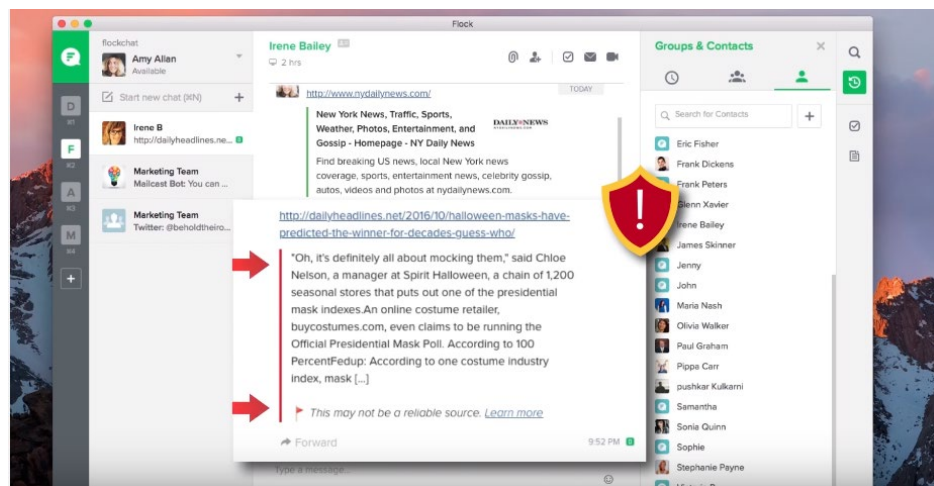 Flock
flockchat
Amy Allan
Available
Start new chat (⌘N) +
D
⌘1
F
⌘2
A
⌘3
M
⌘4
+
Irene B
http://dailyheadlines.ne...
Marketing Team
Mailcast Bot: You can ...
Marketing Team
Twitter: @beholdtheiro...
Irene Bailey
2 hrs
http://www.nydailynews.com/
TODAY
New York News, Traffic, Sports,
Weather, Photos, Entertainment, and
Gossip - Homepage - NY Daily News
DAILY NEWS
Find breaking US news, local New York news
coverage, sports, entertainment news, celebrity gossip,
autos, videos and photos at nydailynews.com.
http://dailyheadlines.net/2016/10/halloween-masks-have-
predicted-the-winner-for-decades-guess-who/
"Oh, it's definitely all about mocking them," said Chloe
Nelson, a manager at Spirit Halloween, a chain of 1,200
seasonal stores that puts out one of the presidential
mask indexes.An online costume retailer,
buycostumes.com, even claims to be running the
Official Presidential Mask Poll. According to 100
PercentFedup: According to one costume industry
index, mask [...]
This may not be a reliable source. Learn more
Forward
9:52 PM
Type a message...
Groups & Contacts
Search for Contacts
+
Eric Fisher
Frank Dickens
Frank Peters
Glenn Xavier
Irene Bailey
James Skinner
Jenny
John
Maria Nash
Olivia Walker
Paul Graham
Pippa Carr
pushkar Kulkarni
Samantha
Sonia Quinn
Sophie
Stephanie Payne